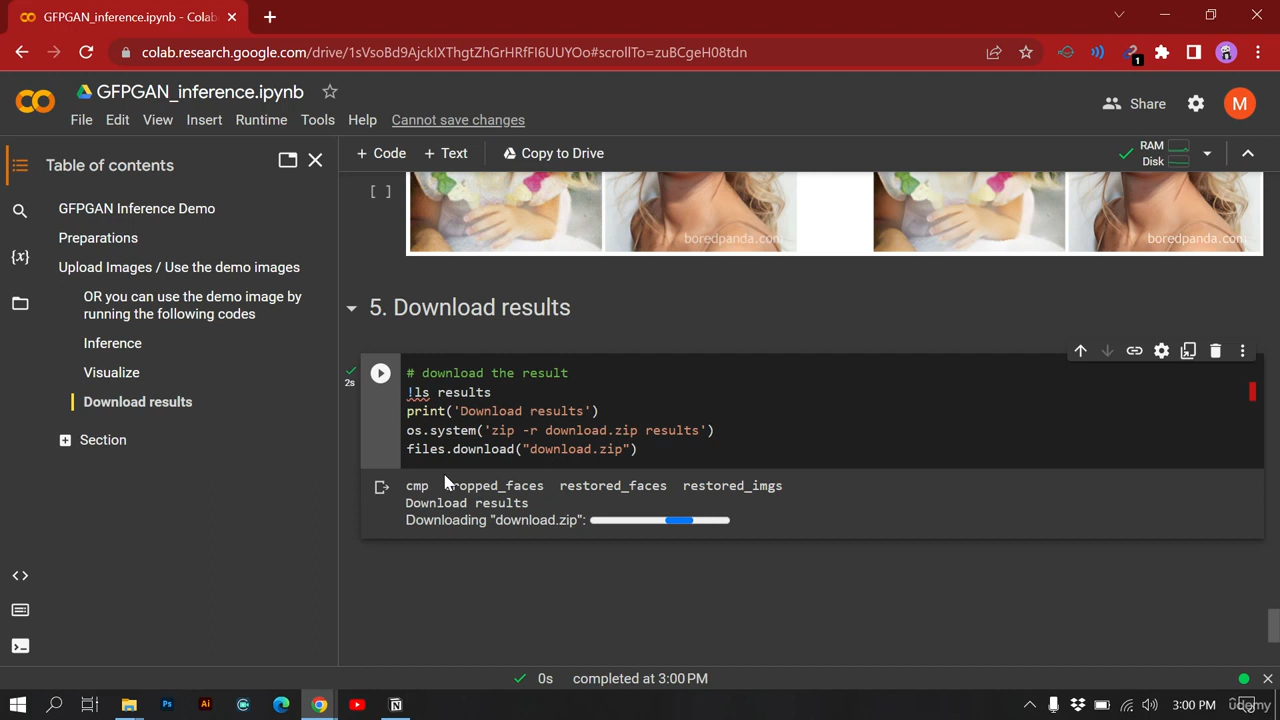 GFPGAN_inference.ipynb - Colab
colab.research.google.com/drive/1sVsoBd9AjckIXThgtZhGrHRfFI6UUYOo#scrollTo=zuBCgeH08tdn
1
GFPGAN_inference.ipynb
Share
M
File Edit View Insert Runtime Tools Help Cannot save changes
Table of contents
+ Code + Text Copy to Drive
RAM
Disk
GFPGAN Inference Demo
Preparations
Upload Images / Use the demo images
OR you can use the demo image by
running the following codes
Inference
Visualize
Download results
Section
{x}
[ ]
boredpanda.com
boredpanda.com
5. Download results
2s
# download the result
!ls results
print('Download results')
os.system('zip -r download.zip results')
files.download("download.zip")
cmp cropped_faces restored_faces restored_imgs
Download results
Downloading "download.zip":
0s completed at 3:00 PM
Ps
Ai
3:00 PM
Udemy